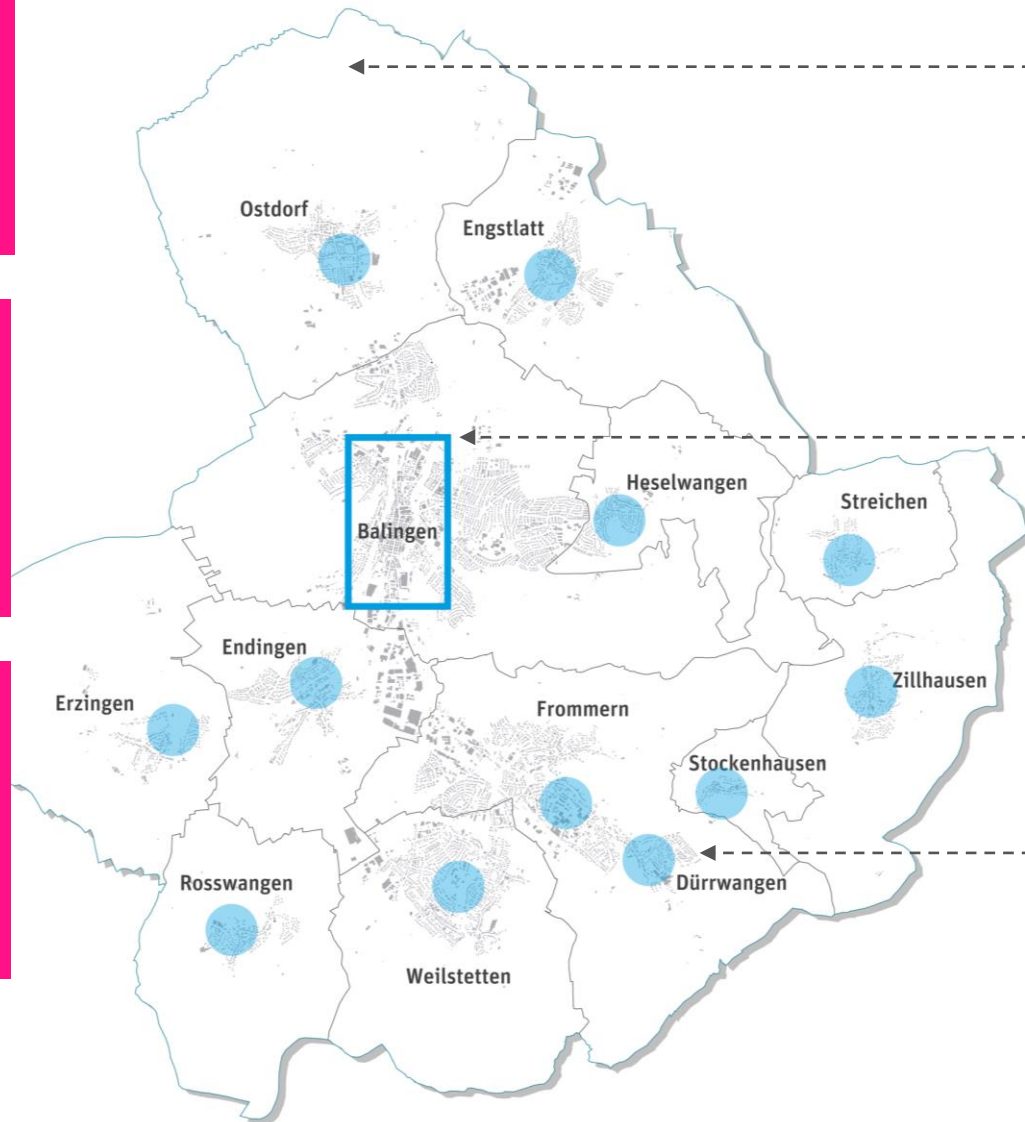 Ostdorf
Engstlatt
Heselwangen
Streichen
Balingen
Endingen
Zillhausen
Erzingen
Frommern
Stockenhausen
Rosswangen
Dürrwangen
Weilstetten